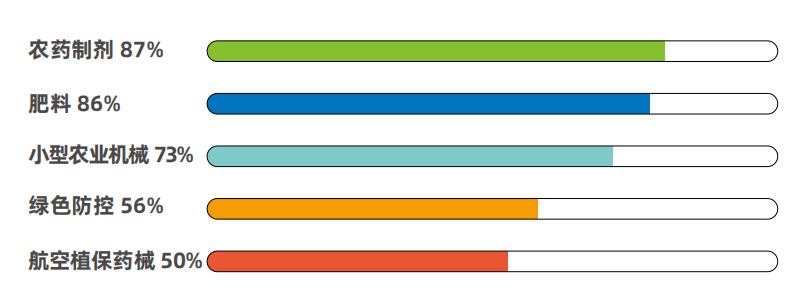 农药制剂 87%
肥料 86%
小型农业机械 73%
绿色防控 56%
航空植保药械 50%